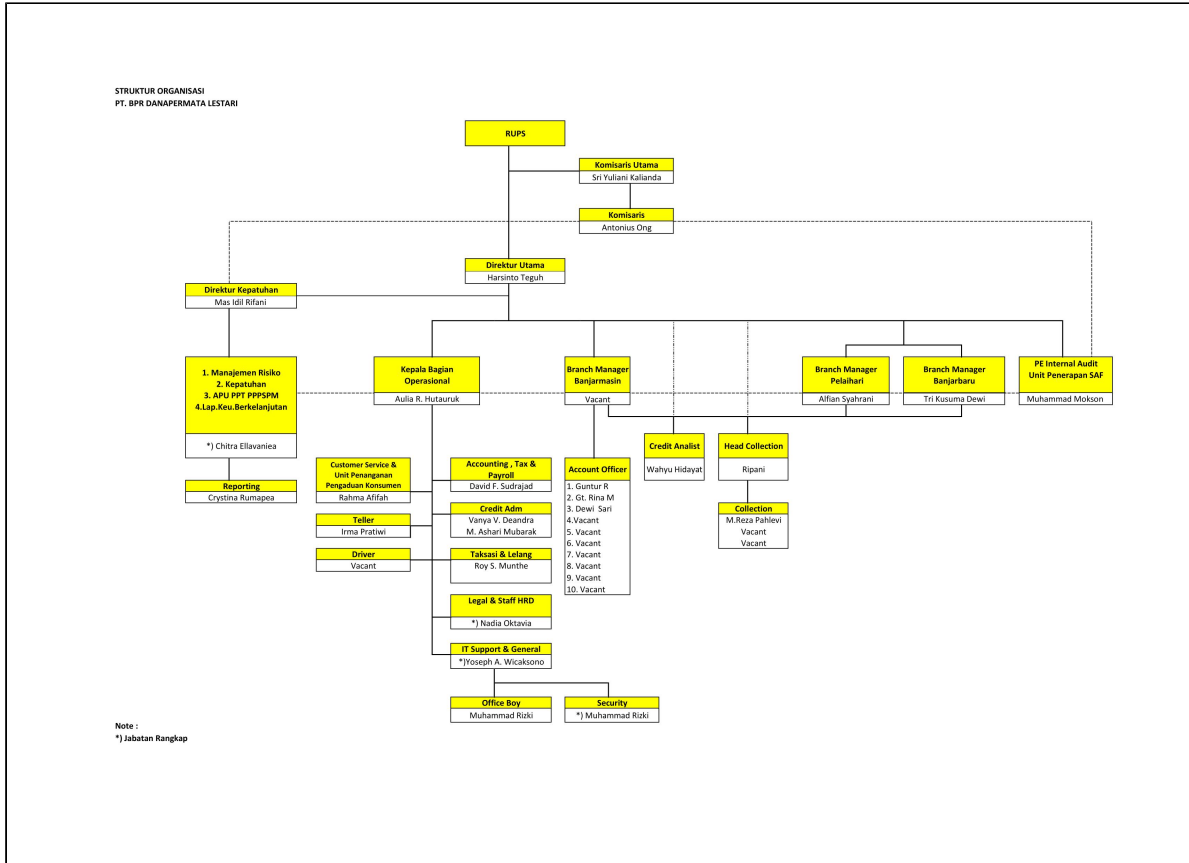 STRUKTUR ORGANISASI
PT. BPR DANAPERMATA LESTARI
RUPS
Komisaris Utama
Sri Yuliani Kalianda
Komisaris
Antonius Ong
Direktur Utama
Harsinto Teguh
Direktur Kepatuhan
Mas Idil Rifani
1. Manajemen Risiko
2. Kepatuhan
3. APU PPT PPPSPM
4.Lap.Keu.Berkelanjutan
*) Chitra Ellavaniea
Reporting
Crystina Rumapea
Kepala Bagian
Operasional
Aulia R. Hutauruk
Branch Manager
Banjarmasin
Vacant
Branch Manager
Pelaihari
Alfian Syahrani
Branch Manager
Banjarbaru
Tri Kusuma Dewi
PE Internal Audit
Unit Penerapan SAF
Muhammad Mokson
Customer Service &
Unit Penanganan
Pengaduan Konsumen
Rahma Afifah
Teller
Irma Pratiwi
Driver
Vacant
Accounting , Tax &
Payroll
David F. Sudrajad
Credit Adm
Vanya V. Deandra
M. Ashari Mubarak
Taksasi & Lelang
Roy S. Munthe
Legal & Staff HRD
*) Nadia Oktavia
IT Support & General
*)Yoseph A. Wicaksono
Office Boy
Muhammad Rizki
Security
*) Muhammad Rizki
Account Officer
1. Guntur R
2. Gt. Rina M
3. Dewi Sari
4.Vacant
5. Vacant
6. Vacant
7. Vacant
8. Vacant
9. Vacant
10. Vacant
Credit Analist
Wahyu Hidayat
Head Collection
Ripani
Collection
M.Reza Pahlevi
Vacant
Vacant
Note :
*) Jabatan Rangkap